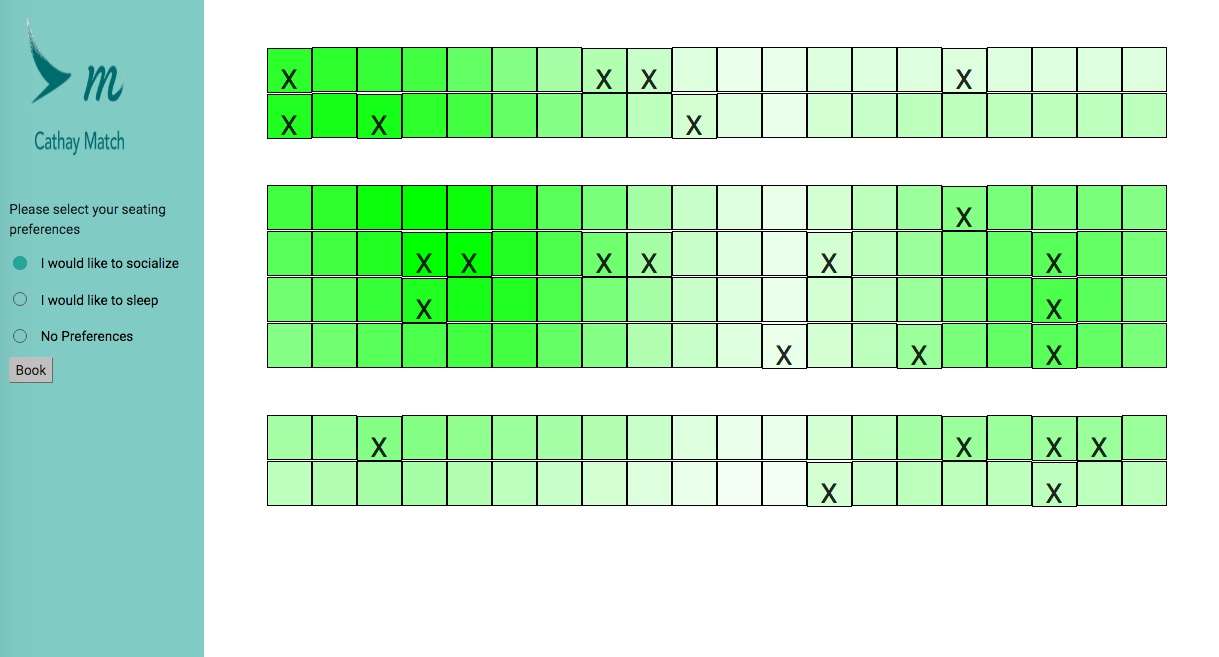 m
Cathay Match
Please select your seating
preferences
I would like to socialize
I would like to sleep
No Preferences
Book
X X X X
X X X
X
X X X X X X
X X
X X X
X X X X
X X